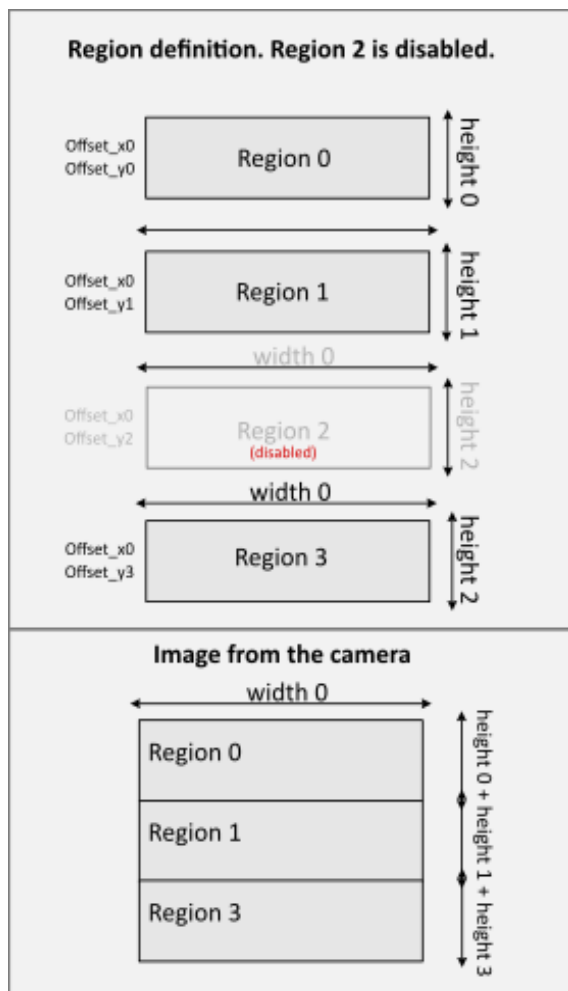 Region definition. Region 2 is disabled.
Offset_x0
Offset_y0
Region 0
height 0
Offset_x0
Offset_y1
Region 1
height 1
width 0
Offset_x0
Offset_y2
Region 2
(disabled)
height 2
width 0
Offset_x0
Offset_y3
Region 3
height 2
Image from the camera
width 0
Region 0
Region 1
Region 3
height 0 + height 1 + height 3